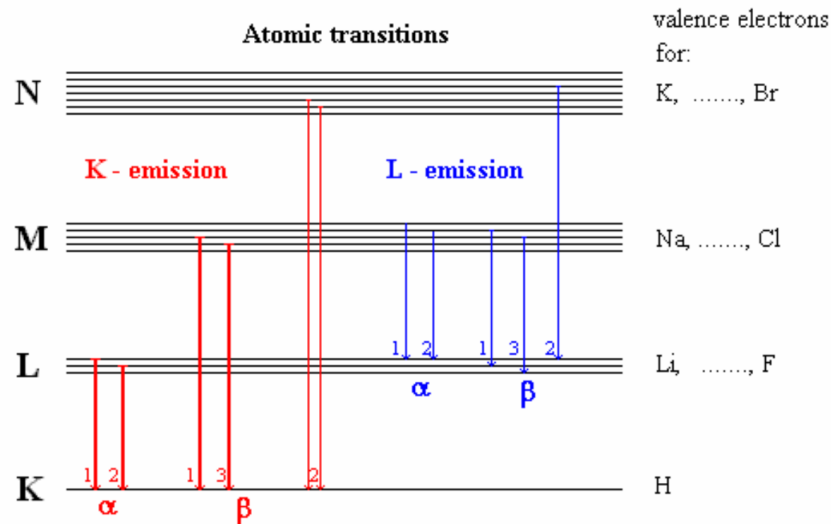 Atomic transitions
valence electrons
for:
N
K, ......., Br
K - emission
L - emission
M
Na, ......., Cl
L
1 2 1 3 2
Li, ......., F
α
β
1 2 1 3 2
K
H
α
β